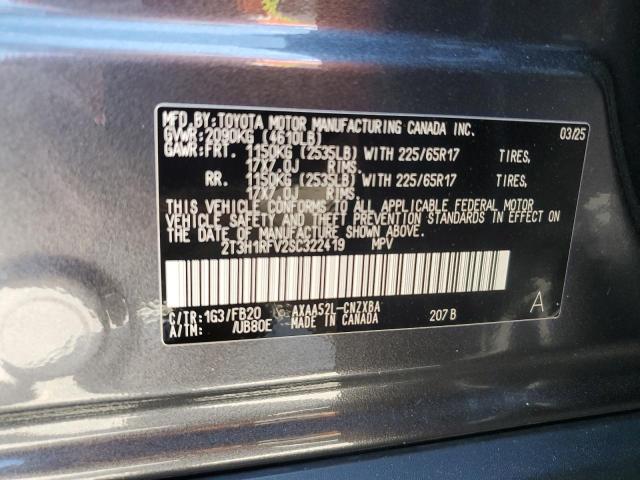 MFD.BY:TOYOTA MOTOR MANUFACTURING CANADA INC.
GVWR:2090KG (4610LB) 03/25
GAWR:FRT. 1150KG (2535LB) WITH 225/65R17 TIRES,
17X7.0J RIMS.
RR. 1150KG (2535LB) WITH 225/65R17 TIRES,
17X7.0J RIMS.
THIS VEHICLE CONFORMS TO ALL APPLICABLE FEDERAL MOTOR
VEHICLE SAFETY AND THEFT PREVENTION STANDARDS IN EFFECT
ON THE DATE OF MANUFACTURE SHOWN ABOVE.
2T3H1RFV2SC322419 MPV
C/TR:1G3/FB20 AXAA52L-CNZXBA
A/TM: /UB80E MADE IN CANADA 207B A